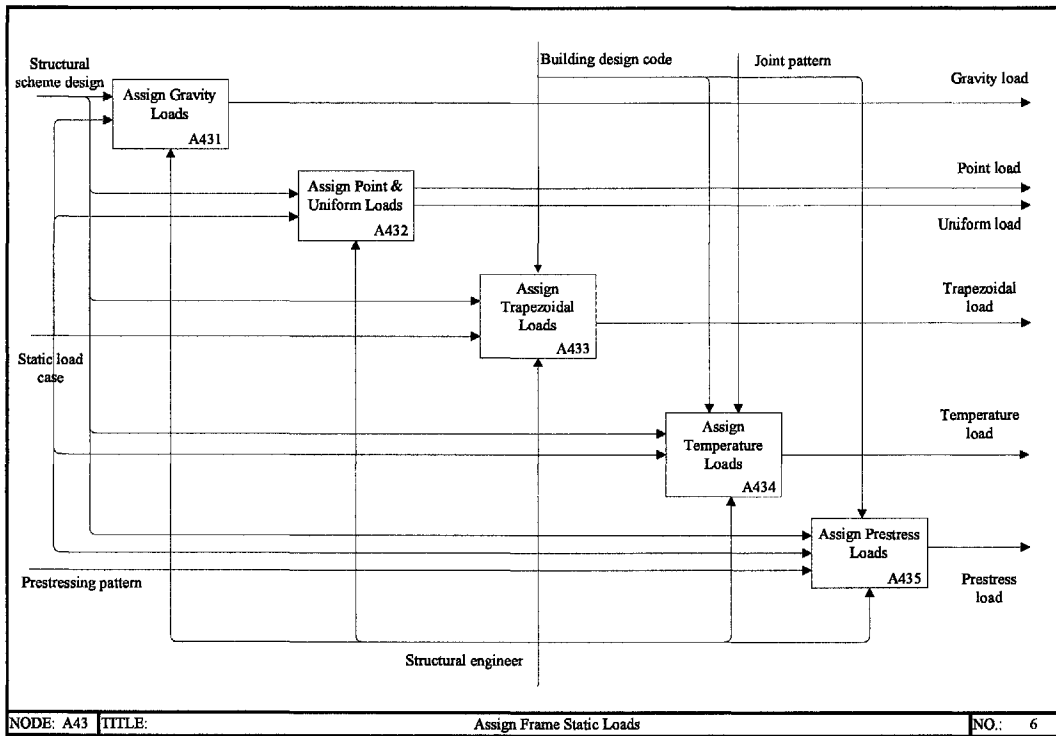 Structural
scheme design
Building design code
Joint pattern
Gravity load
Assign Gravity
Loads
A431
Point load
Assign Point &
Uniform Loads
A432
Uniform load
Assign
Trapezoidal
Loads
A433
Trapezoidal
load
Static load
case
Assign
Temperature
Loads
A434
Temperature
load
Assign Prestress
Loads
A435
Prestressing pattern
Prestress
load
Structural engineer
NODE: A43 TITLE: Assign Frame Static Loads NO.: 6